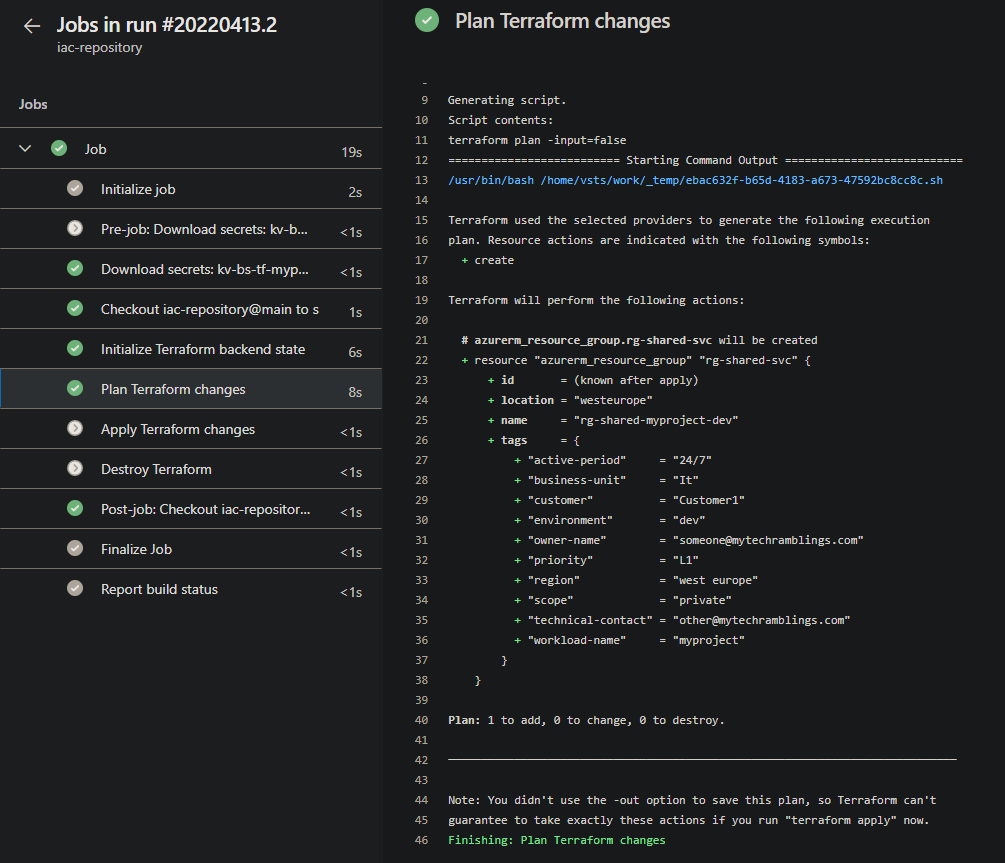 Jobs in run #20220413.2
iac-repository
Jobs
Job 19s
Initialize job 2s
Pre-job: Download secrets: kv-b... <1s
Download secrets: kv-bs-tf-myp... <1s
Checkout iac-repository@main to s 1s
Initialize Terraform backend state 6s
Plan Terraform changes 8s
Apply Terraform changes <1s
Destroy Terraform <1s
Post-job: Checkout iac-repositor... <1s
Finalize Job <1s
Report build status <1s
Plan Terraform changes
9 Generating script.
10 Script contents:
11 terraform plan -input=false
12 ========================== Starting Command Output ===========================
13 /usr/bin/bash /home/vsts/work/_temp/ebac632f-b65d-4183-a673-47592bc8cc8c.sh
14
15 Terraform used the selected providers to generate the following execution
16 plan. Resource actions are indicated with the following symbols:
17 + create
18
19 Terraform will perform the following actions:
20
21 # azurerm_resource_group.rg-shared-svc will be created
22 + resource "azurerm_resource_group" "rg-shared-svc" {
23 + id = (known after apply)
24 + location = "westeurope"
25 + name = "rg-shared-myproject-dev"
26 + tags = {
27 + "active-period" = "24/7"
28 + "business-unit" = "It"
29 + "customer" = "Customer1"
30 + "environment" = "dev"
31 + "owner-name" = "someone@mytechramblings.com"
32 + "priority" = "L1"
33 + "region" = "west europe"
34 + "scope" = "private"
35 + "technical-contact" = "other@mytechramblings.com"
36 + "workload-name" = "myproject"
37 }
38 }
39
40 Plan: 1 to add, 0 to change, 0 to destroy.
41
42 ─────────────────────────────────────────────────────────────────────────────
43
44 Note: You didn't use the -out option to save this plan, so Terraform can't
45 guarantee to take exactly these actions if you run "terraform apply" now.
46 Finishing: Plan Terraform changes